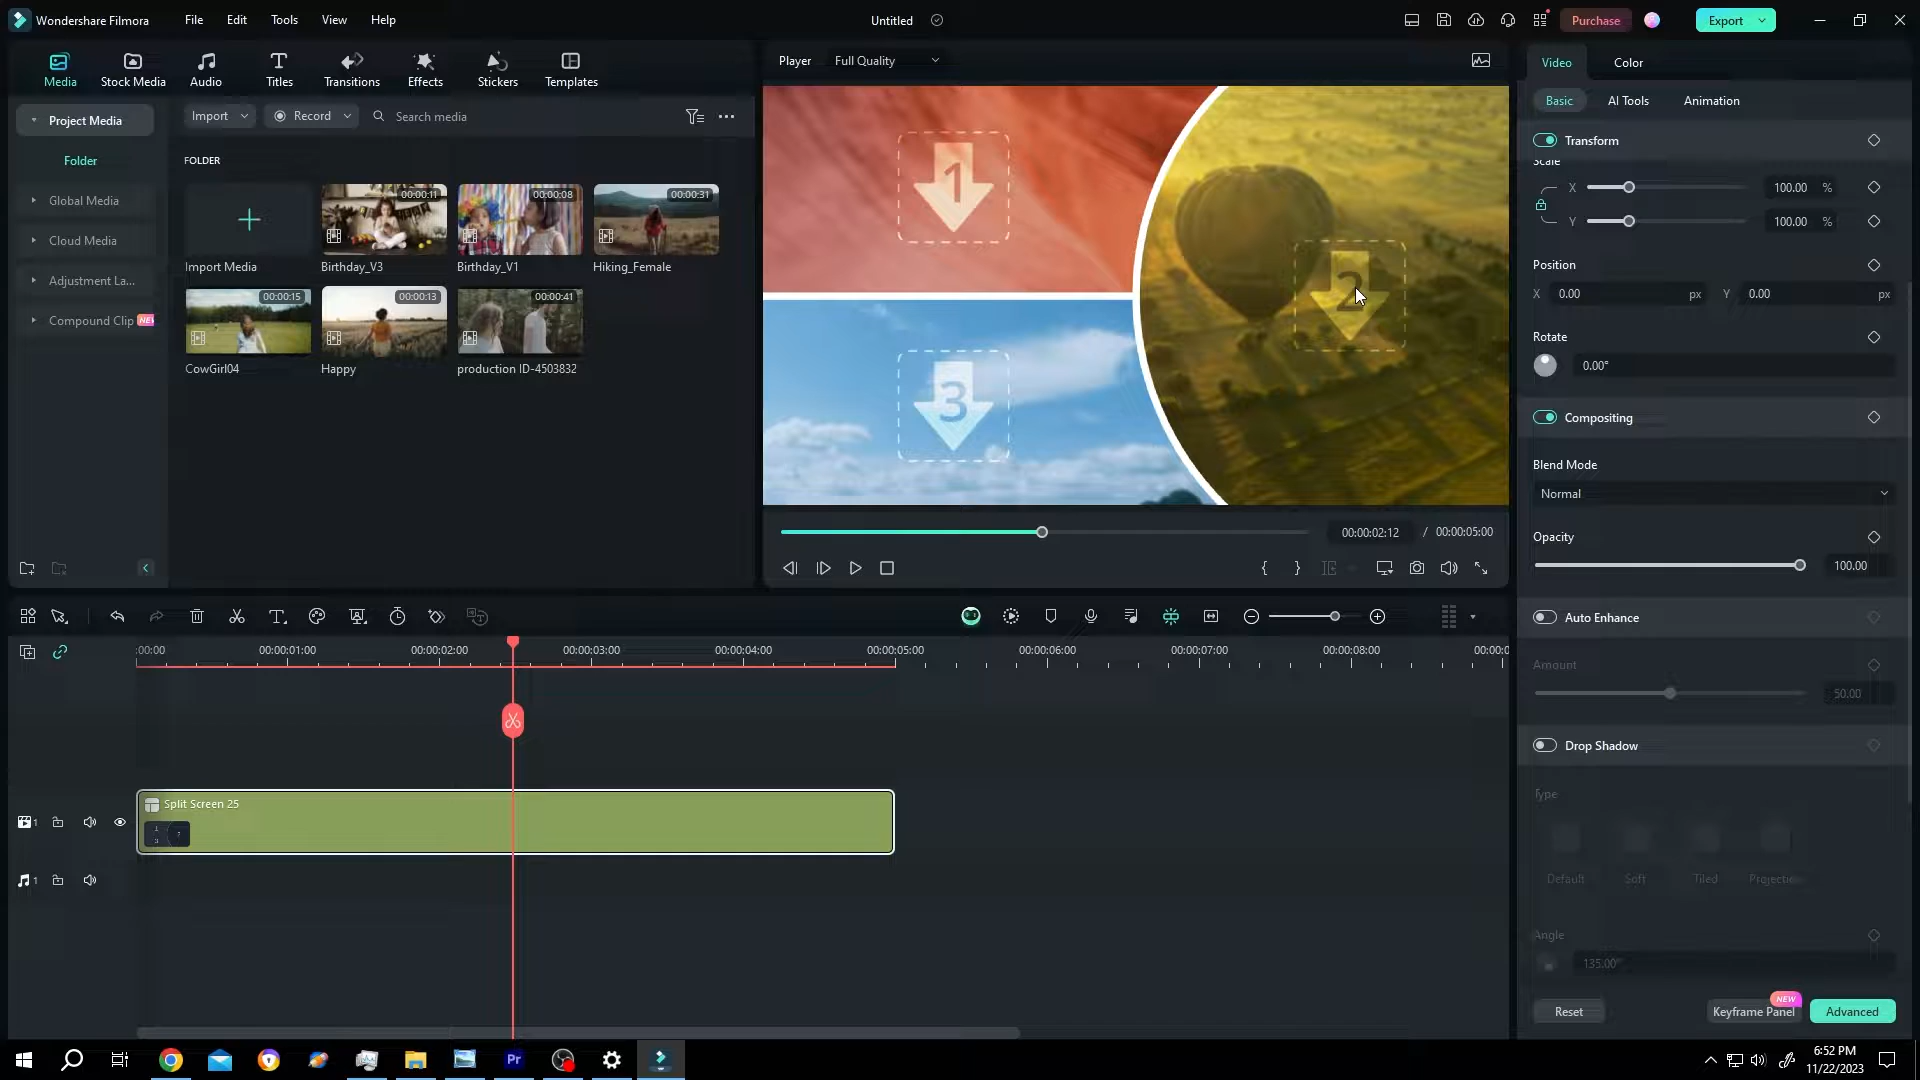 Wondershare Filmora
File Edit Tools View Help
Untitled
Purchase
Export
Media
Stock Media
Audio
Titles
Transitions
Effects
Stickers
Templates
Player
Full Quality
Video
Color
Basic
AI Tools
Animation
Project Media
Folder
Global Media
Cloud Media
Adjustment La...
Compound Clip
Import
Record
Search media
FOLDER
Import Media
00:00:11
Birthday_V3
00:00:08
Birthday_V1
00:00:31
Hiking_Female
00:00:15
CowGirl04
00:00:13
Happy
00:00:41
production ID-4503832
1
2
3
00:00:02:12 / 00:00:05:00
Transform
Scale
X 100.00 %
Y 100.00 %
Position
X 0.00 px Y 0.00 px
Rotate
0.00°
Compositing
Blend Mode
Normal
Opacity
100.00
Auto Enhance
Amount
50.00
Drop Shadow
Type
Default Soft Tiled
Angle
135.00°
Reset
NEW
Keyframe Panel
Advanced
:00:00 00:00:01:00 00:00:02:00 00:00:03:00 00:00:04:00 00:00:05:00 00:00:06:00 00:00:07:00 00:00:08:00 00:00:0
Split Screen 25
1
1
Pr
6:52 PM
11/22/2023